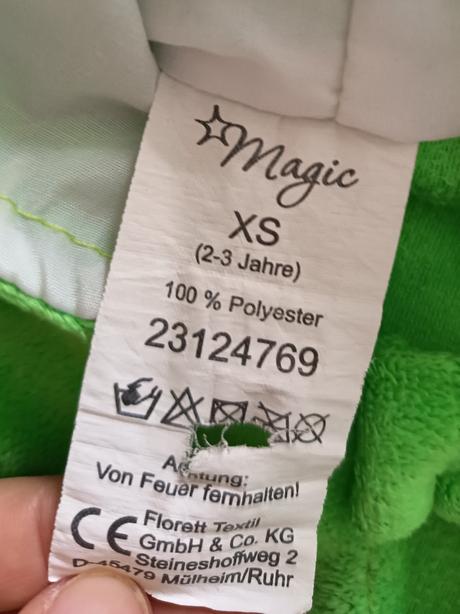 Magic
XS
(2-3 Jahre)
100 % Polyester
23124769
Achtung:
Von Feuer fernhalten!
CE Florett Textil
GmbH & Co. KG
Steineshoffweg 2
D-45479 Mülheim/Ruhr